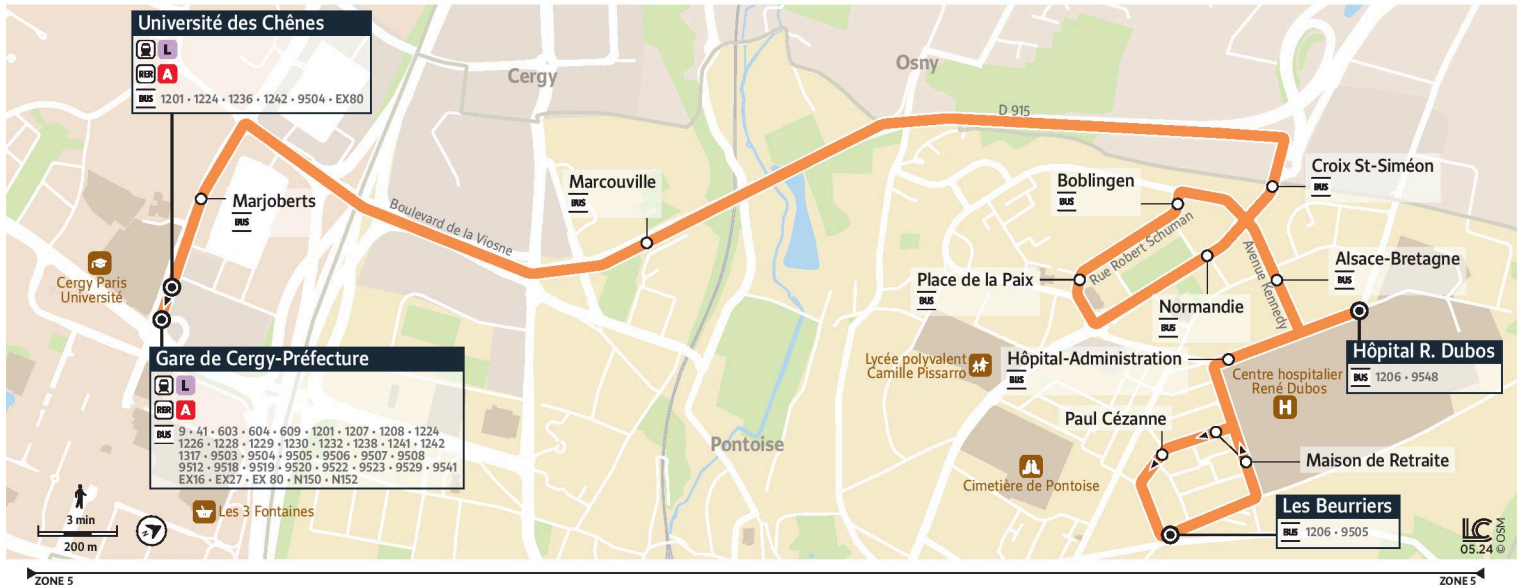 Université des Chênes
L
RER A
BUS 1201 • 1224 • 1236 • 1242 • 9504 • EX80
Cergy
Osny
D 915
Marjoberts
BUS
Boulevard de la Viosne
Marcouville
BUS
Boblingen
BUS
Croix St-Siméon
BUS
Rue Robert Schuman
Avenue Kennedy
Cergy Paris
Université
Place de la Paix
BUS
Normandie
BUS
Alsace-Bretagne
BUS
Gare de Cergy-Préfecture
L
RER A
BUS 9 • 41 • 603 • 604 • 609 • 1201 • 1207 • 1208 • 1224
1226 • 1228 • 1229 • 1230 • 1232 • 1238 • 1241 • 1242
1317 • 9503 • 9504 • 9505 • 9506 • 9507 • 9508
9512 • 9518 • 9519 • 9520 • 9522 • 9523 • 9529 • 9541
EX16 • EX27 • EX 80 • N150 • N152
Lycée polyvalent
Camille Pissarro
Hôpital-Administration
BUS
Centre hospitalier
René Dubos
H
Hôpital R. Dubos
BUS 1206 • 9548
Pontoise
Paul Cézanne
BUS
Maison de Retraite
Cimetière de Pontoise
Les Beurriers
BUS 1206 • 9505
Les 3 Fontaines
3 min
200 m
N
LC
05.24 © OSM
ZONE 5
ZONE 5